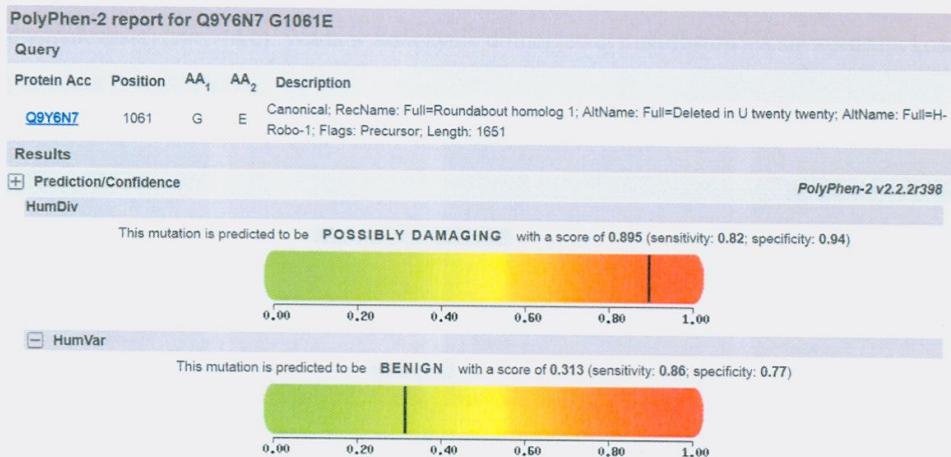 PolyPhen-2 report for Q9Y6N7 G1061E
Query
Protein Acc Position AA1 AA2 Description
Q9Y6N7 1061 G E Canonical; RecName: Full=Roundabout homolog 1; AltName: Full=Deleted in U twenty twenty; AltName: Full=H-
Robo-1; Flags: Precursor; Length: 1651
Results
+ Prediction/Confidence PolyPhen-2 v2.2.2r398
HumDiv
This mutation is predicted to be POSSIBLY DAMAGING with a score of 0.895 (sensitivity: 0.82; specificity: 0.94)
0.00 0.20 0.40 0.60 0.80 1.00
− HumVar
This mutation is predicted to be BENIGN with a score of 0.313 (sensitivity: 0.86; specificity: 0.77)
0.00 0.20 0.40 0.60 0.80 1.00